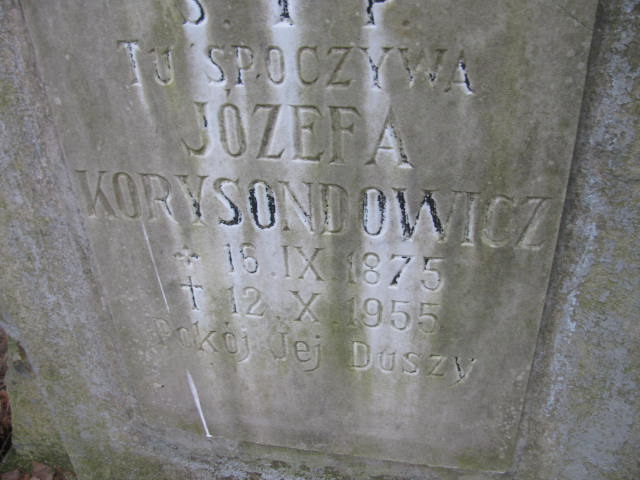 S T P
TU SPOCZYWA
JÓZEFA
KORYSONDOWICZ
* 16 .IX 1875
† 12 . X .1955
Pokój Jej Duszy